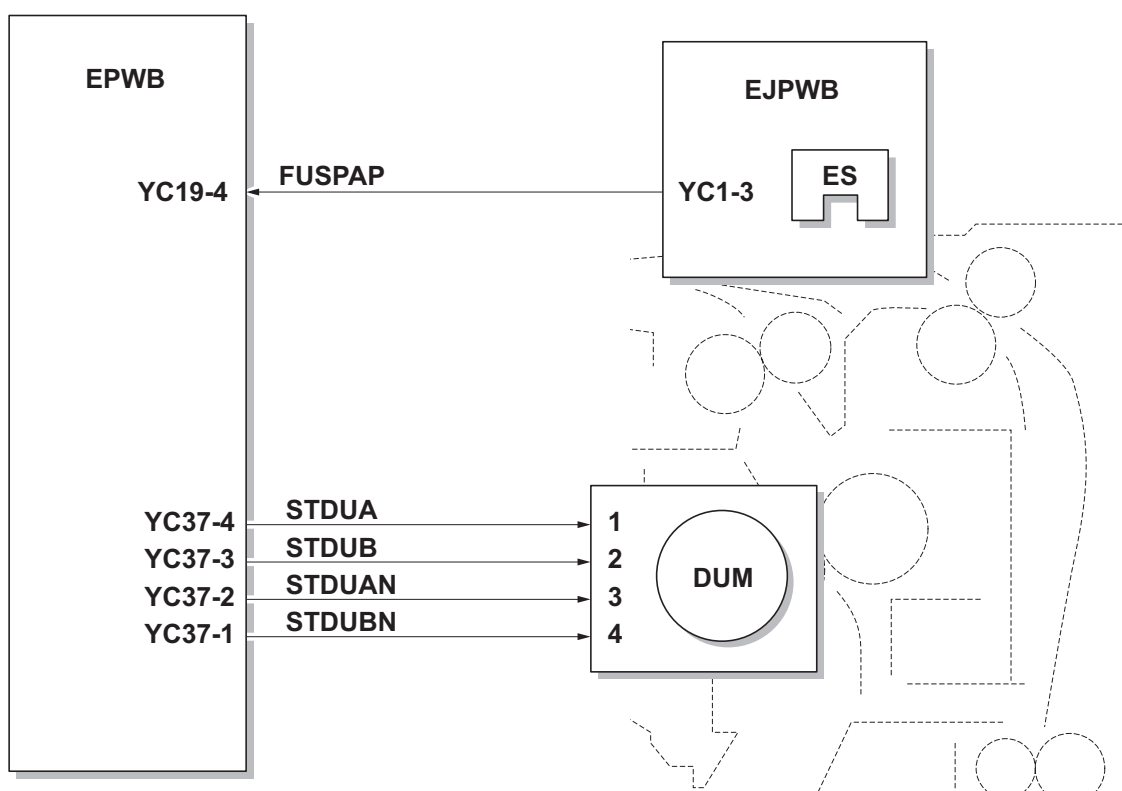 EPWB
EJPWB
ES
FUSPAP
YC19-4
YC1-3
STDUA
YC37-4
1
STDUB
YC37-3
2
DUM
STDUAN
YC37-2
3
STDUBN
YC37-1
4